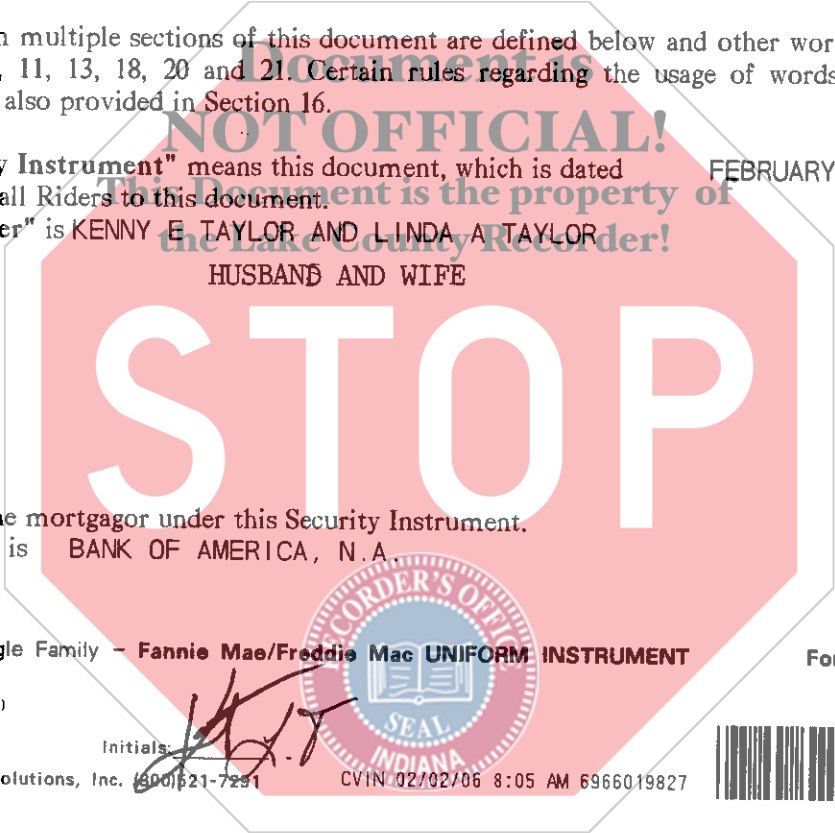 n multiple sections of this document are defined below and other wor
, 11, 13, 18, 20 and 21. Certain rules regarding the usage of words
also provided in Section 16.
Document is
NOT OFFICIAL!
This Document is the property of
the Lake County Recorder!
y Instrument" means this document, which is dated FEBRUARY
all Riders to this document.
er" is KENNY E TAYLOR AND LINDA A TAYLOR
HUSBAND AND WIFE
STOP
e mortgagor under this Security Instrument.
is BANK OF AMERICA, N.A.
RECORDER'S OFFICE
SEAL
INDIANA
gle Family - Fannie Mae/Freddie Mac UNIFORM INSTRUMENT For
)
Initials:
olutions, Inc. (800)521-7291 CVIN 02/02/06 8:05 AM 6966019827